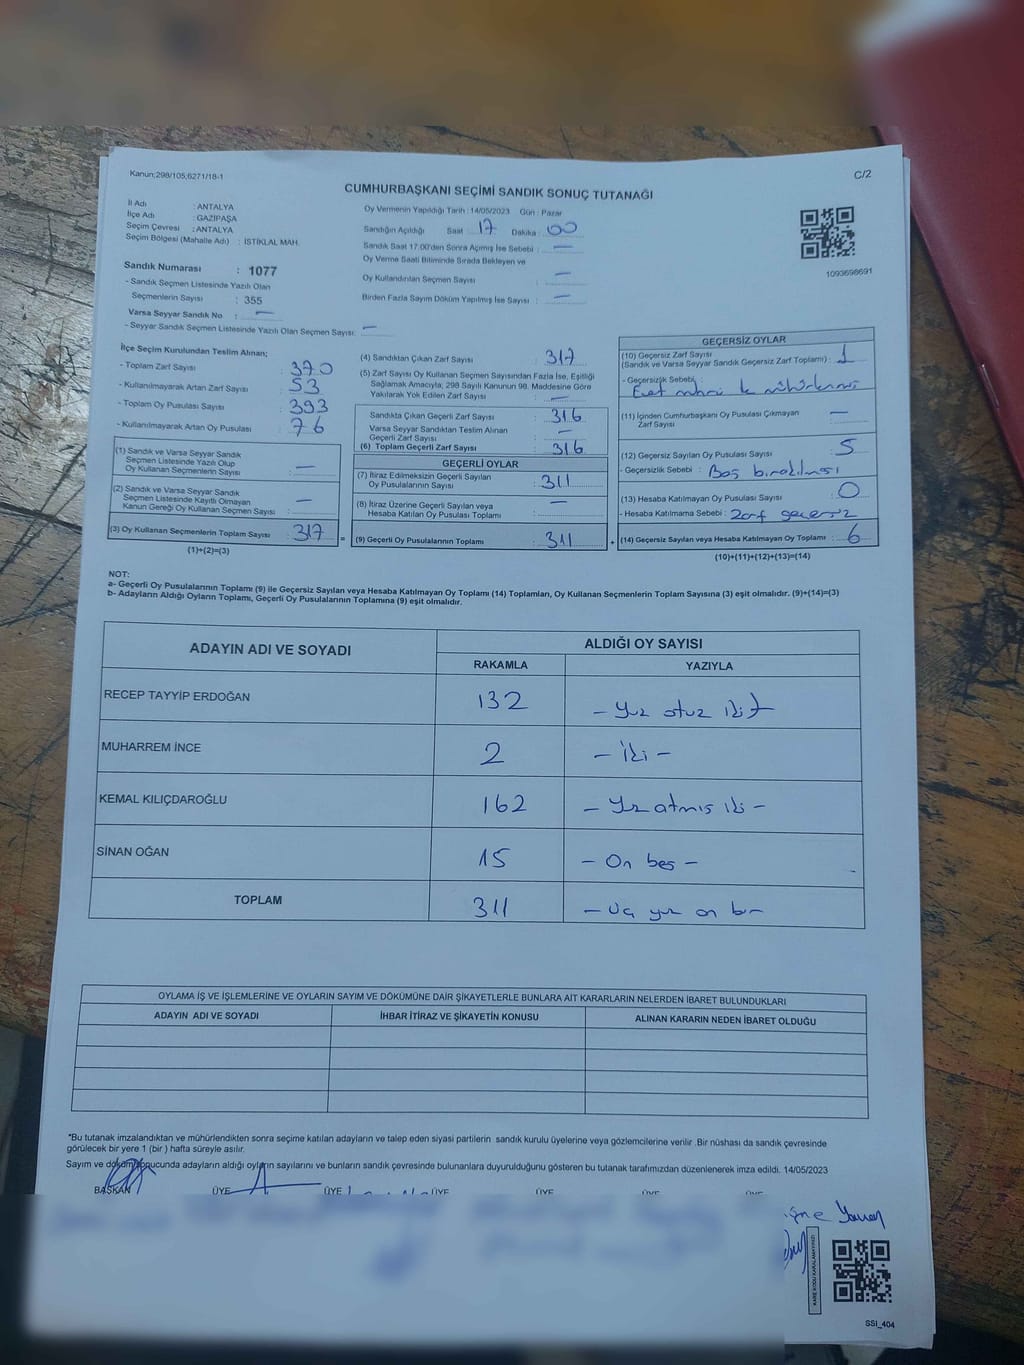 Kanun;298/105;6271/18-1
C/2
CUMHURBAŞKANI SEÇİMİ SANDIK SONUÇ TUTANAĞI
İl Adı : ANTALYA
İlçe Adı : GAZİPAŞA
Seçim Çevresi : ANTALYA
Seçim Bölgesi (Mahalle Adı) : İSTİKLAL MAH.
Sandık Numarası : 1077
- Sandık Seçmen Listesinde Yazılı Olan
Seçmenlerin Sayısı : 355
Varsa Seyyar Sandık No : —
- Seyyar Sandık Seçmen Listesinde Yazılı Olan Seçmen Sayısı: —
Oy Vermenin Yapıldığı Tarih : 14/05/2023 Gün : Pazar
Sandığın Açıldığı Saat : 17 Dakika : 00
Sandık Saat 17:00'den Sonra Açmış İse Sebebi : —
Oy Verme Saati Bitiminde Sırada Bekleyen ve
Oy Kullandırılan Seçmen Sayısı : —
Birden Fazla Sayım Döküm Yapılmış İse Sayısı : —
1093698691
İlçe Seçim Kurulundan Teslim Alınan;
- Toplam Zarf Sayısı : 370
- Kullanılmayarak Artan Zarf Sayısı : 53
- Toplam Oy Pusulası Sayısı : 393
- Kullanılmayarak Artan Oy Pusulası : 76
(1) Sandık ve Varsa Seyyar Sandık
Seçmen Listesinde Yazılı Olup
Oy Kullanan Seçmenlerin Sayısı : —
(2) Sandık ve Varsa Seyyar Sandık
Seçmen Listesinde Kayıtlı Olmayan
Kanun Gereği Oy Kullanan Seçmen Sayısı : —
(3) Oy Kullanan Seçmenlerin Toplam Sayısı : 317 =
(1)+(2)=(3)
(4) Sandıktan Çıkan Zarf Sayısı : 317
(5) Zarf Sayısı Oy Kullanan Seçmen Sayısından Fazla İse, Eşitliği
Sağlamak Amacıyla, 298 Sayılı Kanunun 98. Maddesine Göre
Yakılarak Yok Edilen Zarf Sayısı : —
Sandıkta Çıkan Geçerli Zarf Sayısı : 316
Varsa Seyyar Sandıktan Teslim Alınan
Geçerli Zarf Sayısı : —
(6) Toplam Geçerli Zarf Sayısı : 316
GEÇERLİ OYLAR
(7) İtiraz Edilmeksizin Geçerli Sayılan
Oy Pusulalarının Sayısı : 311
(8) İtiraz Üzerine Geçerli Sayılan veya
Hesaba Katılan Oy Pusulası Toplamı : —
(9) Geçerli Oy Pusulalarının Toplamı : 311 +
GEÇERSİZ OYLAR
(10) Geçersiz Zarf Sayısı
(Sandık ve Varsa Seyyar Sandık Geçersiz Zarf Toplamı) : 1
- Geçersizlik Sebebi : Evet mührü
(11) İçinden Cumhurbaşkanı Oy Pusulası Çıkmayan
Zarf Sayısı : —
(12) Geçersiz Sayılan Oy Pusulası Sayısı : 5
- Geçersizlik Sebebi : Boş bırakılması
(13) Hesaba Katılmayan Oy Pusulası Sayısı : 0
- Hesaba Katılmama Sebebi : Zarf geçersiz
(14) Geçersiz Sayılan veya Hesaba Katılmayan Oy Toplamı : 6
(10)+(11)+(12)+(13)=(14)
NOT:
a- Geçerli Oy Pusulalarının Toplamı (9) ile Geçersiz Sayılan veya Hesaba Katılmayan Oy Toplamı (14) Toplamları, Oy Kullanan Seçmenlerin Toplam Sayısına (3) eşit olmalıdır. (9)+(14)=(3)
b- Adayların Aldığı Oyların Toplamı, Geçerli Oy Pusulalarının Toplamına (9) eşit olmalıdır.
ADAYIN ADI VE SOYADI ALDIĞI OY SAYISI
RAKAMLA YAZIYLA
RECEP TAYYİP ERDOĞAN 132 – Yüz otuz iki –
MUHARREM İNCE 2 – İki –
KEMAL KILIÇDAROĞLU 162 – Yüz atmış iki –
SİNAN OĞAN 15 – On beş –
TOPLAM 311 – Üç yüz on bir
OYLAMA İŞ VE İŞLEMLERİNE VE OYLARIN SAYIM VE DÖKÜMÜNE DAİR ŞİKAYETLERLE BUNLARA AİT KARARLARIN NELERDEN İBARET BULUNDUKLARI
ADAYIN ADI VE SOYADI İHBAR İTİRAZ VE ŞİKAYETİN KONUSU ALINAN KARARIN NEDEN İBARET OLDUĞU
*Bu tutanak imzalandıktan ve mühürlendikten sonra seçime katılan adayların ve talep eden siyasi partilerin sandık kurulu üyelerine veya gözlemcilerine verilir .Bir nüshası da sandık çevresinde
görülecek bir yere 1 (bir ) hafta süreyle asılır.
Sayım ve döküm sonucunda adayların aldığı oyların sayılarını ve bunların sandık çevresinde bulunanlara duyurulduğunu gösteren bu tutanak tarafımızdan düzenlenerek imza edildi. 14/05/2023
BAŞKAN ÜYE ÜYE ÜYE ÜYE ÜYE ÜYE
KARE KODU KARALAMAYINIZ!
SSI_404